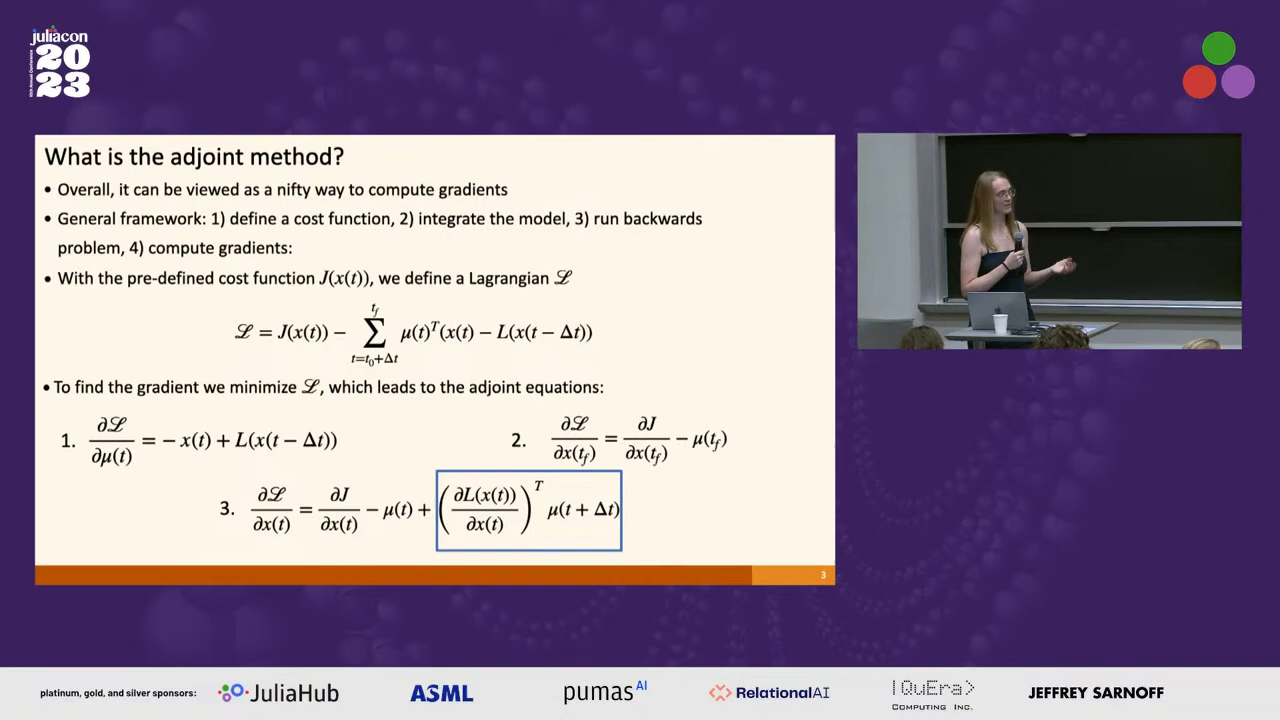 juliacon
20
23
What is the adjoint method?
• Overall, it can be viewed as a nifty way to compute gradients
• General framework: 1) define a cost function, 2) integrate the model, 3) run backwards
problem, 4) compute gradients:
• With the pre-defined cost function J(x(t)), we define a Lagrangian ℒ
ℒ = J(x(t)) − ∑_{t=t₀+Δt}^{t_f} μ(t)^T (x(t) − L(x(t − Δt))
• To find the gradient we minimize ℒ, which leads to the adjoint equations:
1. ∂ℒ/∂μ(t) = − x(t) + L(x(t − Δt))
2. ∂ℒ/∂x(t_f) = ∂J/∂x(t_f) − μ(t_f)
3. ∂ℒ/∂x(t) = ∂J/∂x(t) − μ(t) + (∂L(x(t))/∂x(t))^T μ(t + Δt)
3
platinum, gold, and silver sponsors:
JuliaHub
ASML
pumas AI
RelationalAI
|QuEra>
COMPUTING INC.
JEFFREY SARNOFF